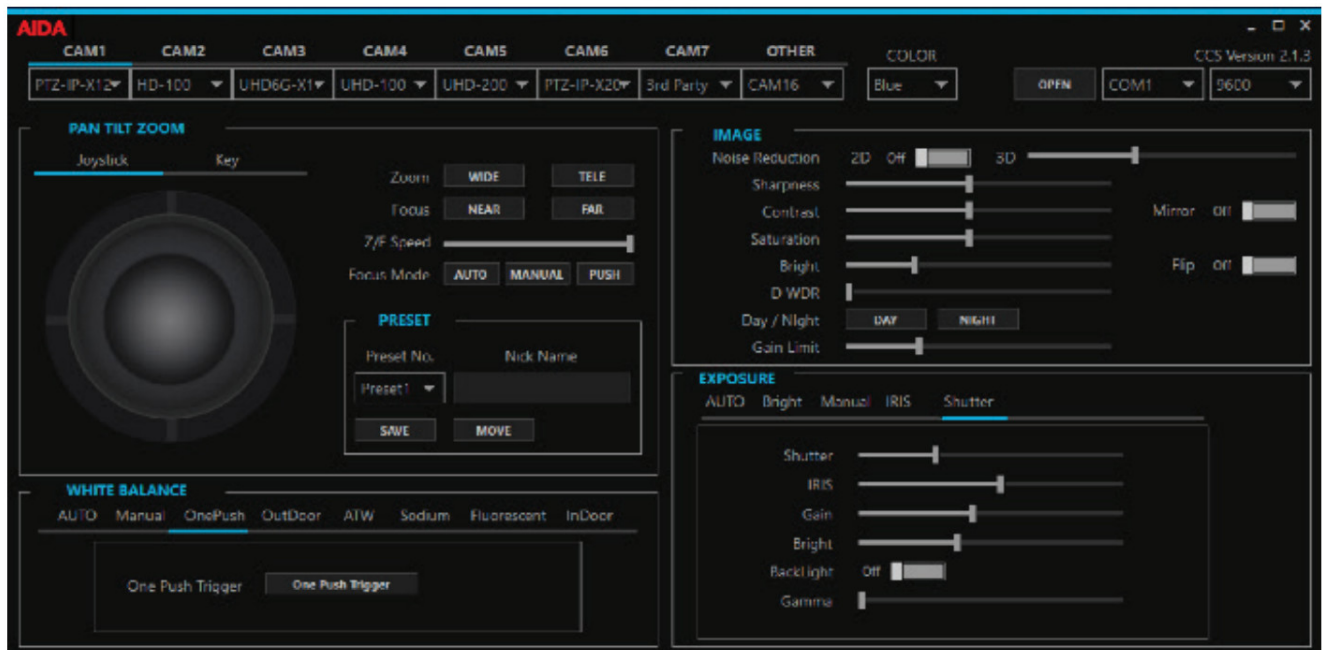 AIDA
CAM1 CAM2 CAM3 CAM4 CAM5 CAM6 CAM7 OTHER COLOR CCS Version 2.1.3
PTZ-IP-X12 HD-100 UHD6G-X1 UHD-100 UHD-200 PTZ-IP-X20 3rd Party CAM16 Blue OPEN COM1 9600
PAN TILT ZOOM
Joystick Key
Zoom WIDE TELE
Focus NEAR FAR
Z/F Speed
Focus Mode AUTO MANUAL PUSH
PRESET
Preset No. Nick Name
Preset1
SAVE MOVE
WHITE BALANCE
AUTO Manual OnePush OutDoor ATW Sodium Fluorescent InDoor
One Push Trigger One Push Trigger
IMAGE
Noise Reduction 2D Off 3D
Sharpness
Contrast Mirror Off
Saturation
Bright Flip Off
D WDR
Day / Night DAY NIGHT
Gain Limit
EXPOSURE
AUTO Bright Manual IRIS Shutter
Shutter
IRIS
Gain
Bright
BackLight Off
Gamma